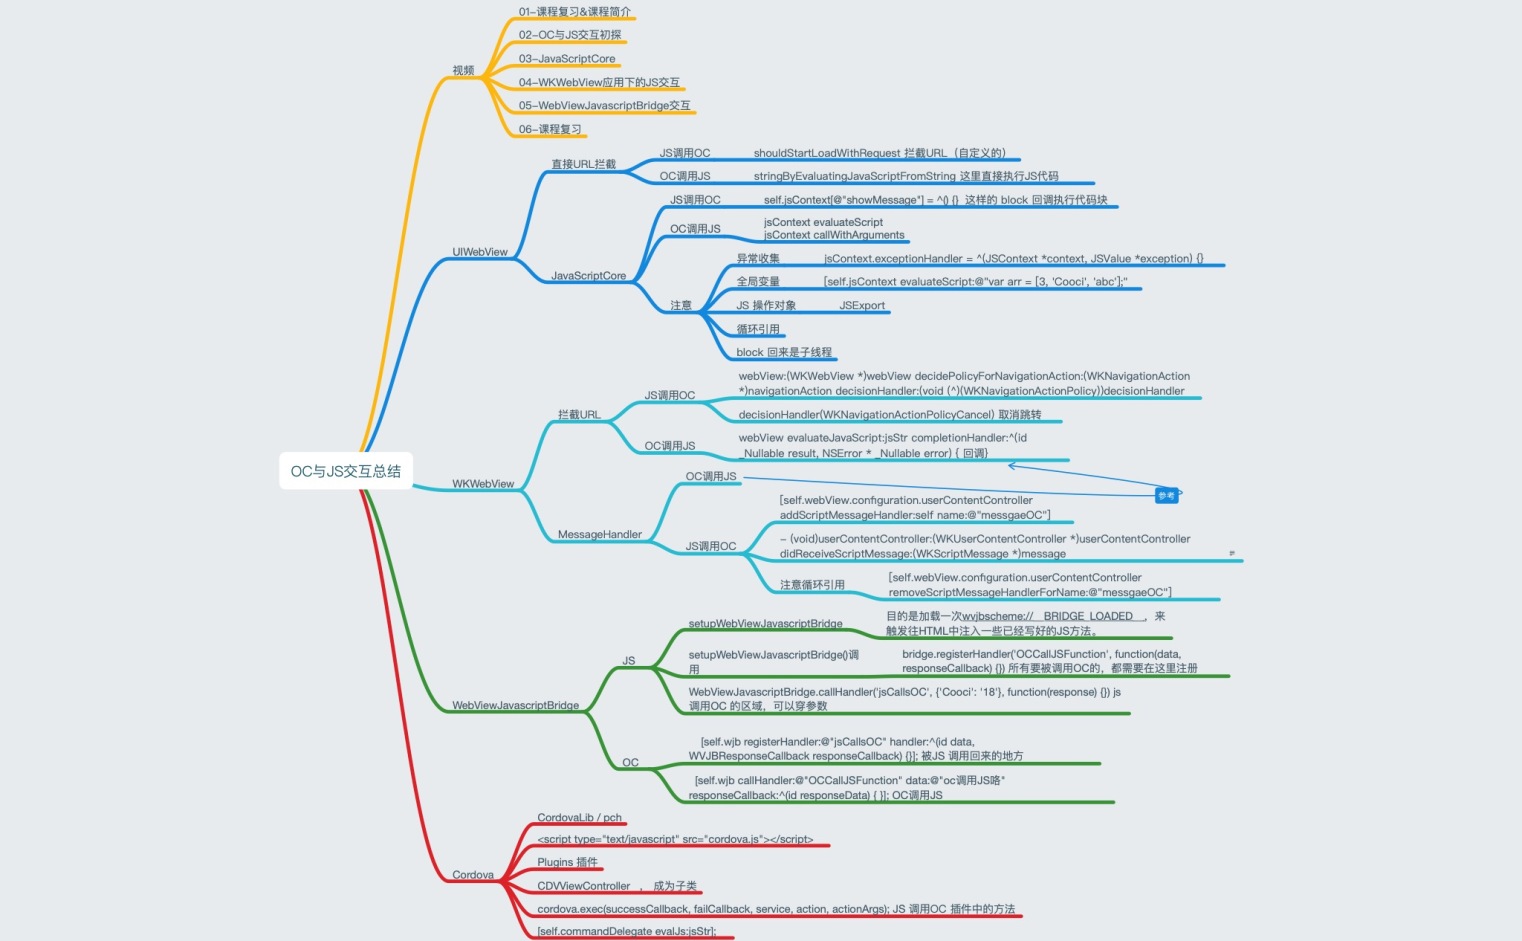 01-课程复习&课程简介
02-OC与JS交互初探
03-JavaScriptCore
视频
04-WKWebView应用下的JS交互
05-WebViewJavascriptBridge交互
06-课程复习
JS调用OC shouldStartLoadWithRequest 拦截URL（自定义的）
直接URL拦截
OC调用JS stringByEvaluatingJavaScriptFromString 这里直接执行JS代码
JS调用OC self.jsContext[@"showMessage"] = ^() {} 这样的 block 回调执行代码块
OC调用JS
jsContext evaluateScript
jsContext callWithArguments
UIWebView
JavaScriptCore
异常收集 jsContext.exceptionHandler = ^(JSContext *context, JSValue *exception) {}
全局变量 [self.jsContext evaluateScript:@"var arr = [3, 'Cooci', 'abc'];"
注意
JS 操作对象 JSExport
循环引用
block 回来是子线程
webView:(WKWebView *)webView decidePolicyForNavigationAction:(WKNavigationAction
*)navigationAction decisionHandler:(void (^)(WKNavigationActionPolicy))decisionHandler
JS调用OC
拦截URL
decisionHandler(WKNavigationActionPolicyCancel) 取消跳转
OC调用JS
webView evaluateJavaScript:jsStr completionHandler:^(id
_Nullable result, NSError * _Nullable error) { 回调}
OC与JS交互总结
WKWebView
OC调用JS
参考
[self.webView.configuration.userContentController
addScriptMessageHandler:self name:@"messgaeOC"]
MessageHandler
JS调用OC
- (void)userContentController:(WKUserContentController *)userContentController
didReceiveScriptMessage:(WKScriptMessage *)message
注意循环引用
[self.webView.configuration.userContentController
removeScriptMessageHandlerForName:@"messgaeOC"]
setupWebViewJavascriptBridge
目的是加载一次wvjbscheme://__BRIDGE_LOADED__，来
触发往HTML中注入一些已经写好的JS方法。
JS
setupWebViewJavascriptBridge()调
用
bridge.registerHandler('OCCallJSFunction', function(data,
responseCallback) {}) 所有要被调用OC的，都需要在这里注册
WebViewJavascriptBridge.callHandler('jsCallsOC', {'Cooci': '18'}, function(response) {}) js
调用OC 的区域，可以穿参数
WebViewJavascriptBridge
[self.wjb registerHandler:@"jsCallsOC" handler:^(id data,
WVJBResponseCallback responseCallback) {}]; 被JS 调用回来的地方
OC
[self.wjb callHandler:@"OCCallJSFunction" data:@"oc调用JS咯"
responseCallback:^(id responseData) { }]; OC调用JS
CordovaLib / pch
<script type="text/javascript" src="cordova.js"></script>
Plugins 插件
Cordova
CDVViewController ，成为子类
cordova.exec(successCallback, failCallback, service, action, actionArgs); JS 调用OC 插件中的方法
[self.commandDelegate evalJs:jsStr];